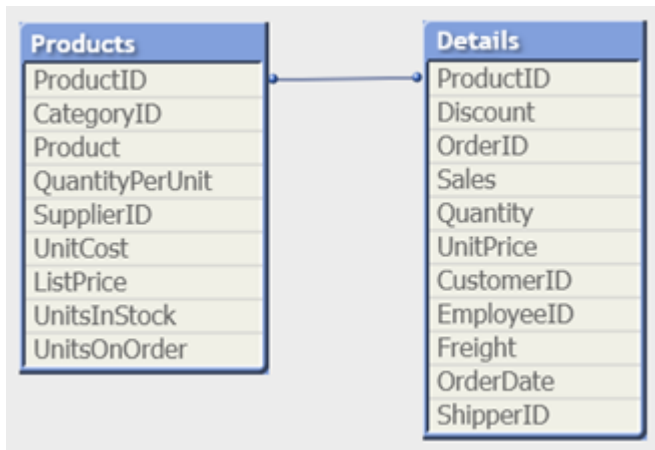 Products
ProductID
CategoryID
Product
QuantityPerUnit
SupplierID
UnitCost
ListPrice
UnitsInStock
UnitsOnOrder
Details
ProductID
Discount
OrderID
Sales
Quantity
UnitPrice
CustomerID
EmployeeID
Freight
OrderDate
ShipperID